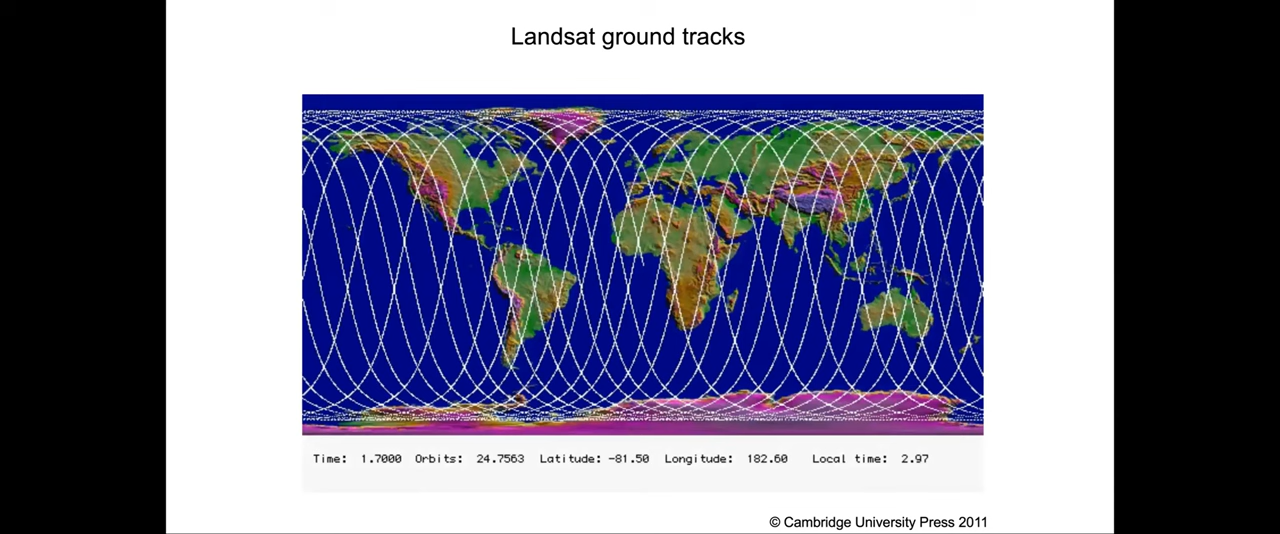 Landsat ground tracks
Time: 1.7000 Orbits: 24.7563 Latitude: -81.50 Longitude: 182.60 Local time: 2.97
© Cambridge University Press 2011